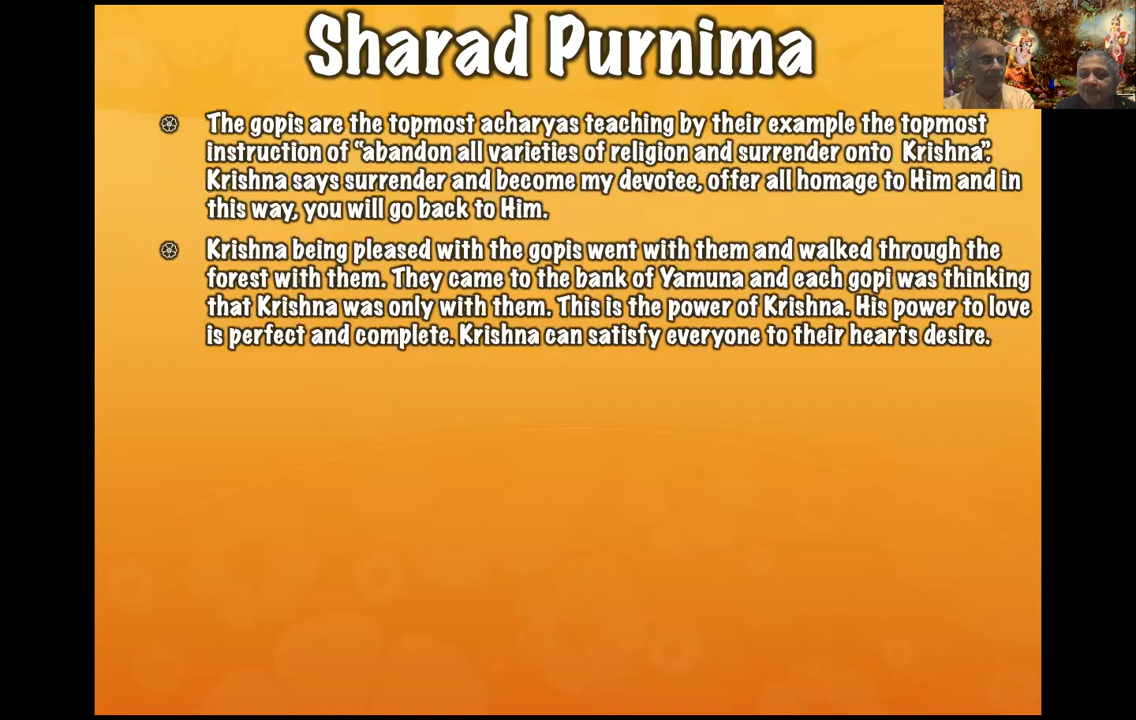 Sharad Purnima
The gopis are the topmost acharyas teaching by their example the topmost
instruction of “abandon all varieties of religion and surrender onto Krishna”.
Krishna says surrender and become my devotee, offer all homage to Him and in
this way, you will go back to Him.
Krishna being pleased with the gopis went with them and walked through the
forest with them. They came to the bank of Yamuna and each gopi was thinking
that Krishna was only with them. This is the power of Krishna. His power to love
is perfect and complete. Krishna can satisfy everyone to their hearts desire.